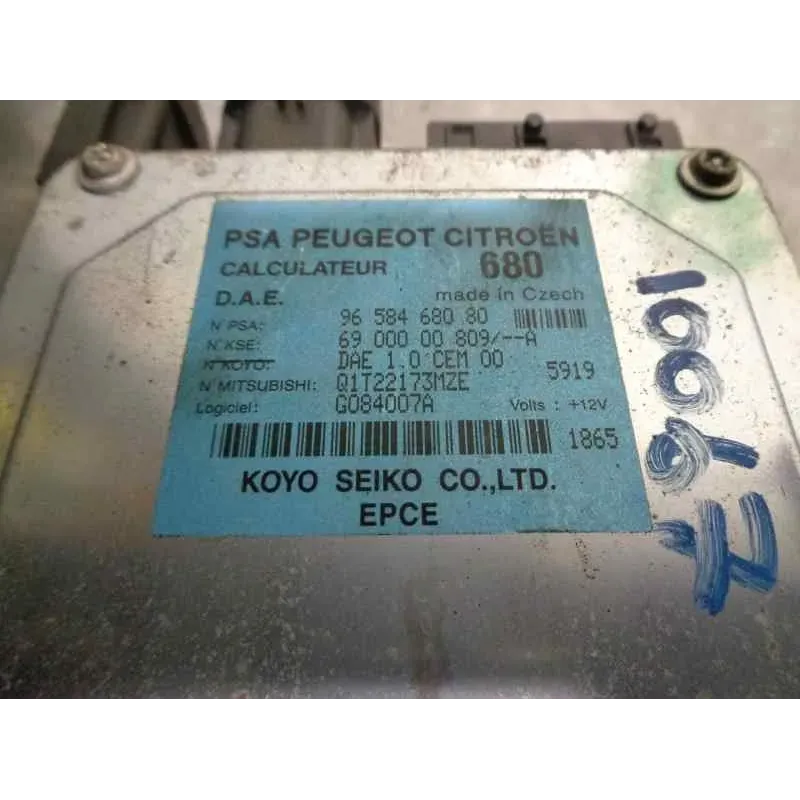 PSA PEUGEOT CITROËN
CALCULATEUR 680
D.A.E. made in Czech
N PSA: 96 584 680 80
N KSE: 69 000 00 809/--A
N KOYO: DAE 1.0 CEM 00 5919
N MITSUBISHI: Q1T22173MZE
Logiciel: G084007A Volts : +12V
1865
KOYO SEIKO CO.,LTD.
EPCE